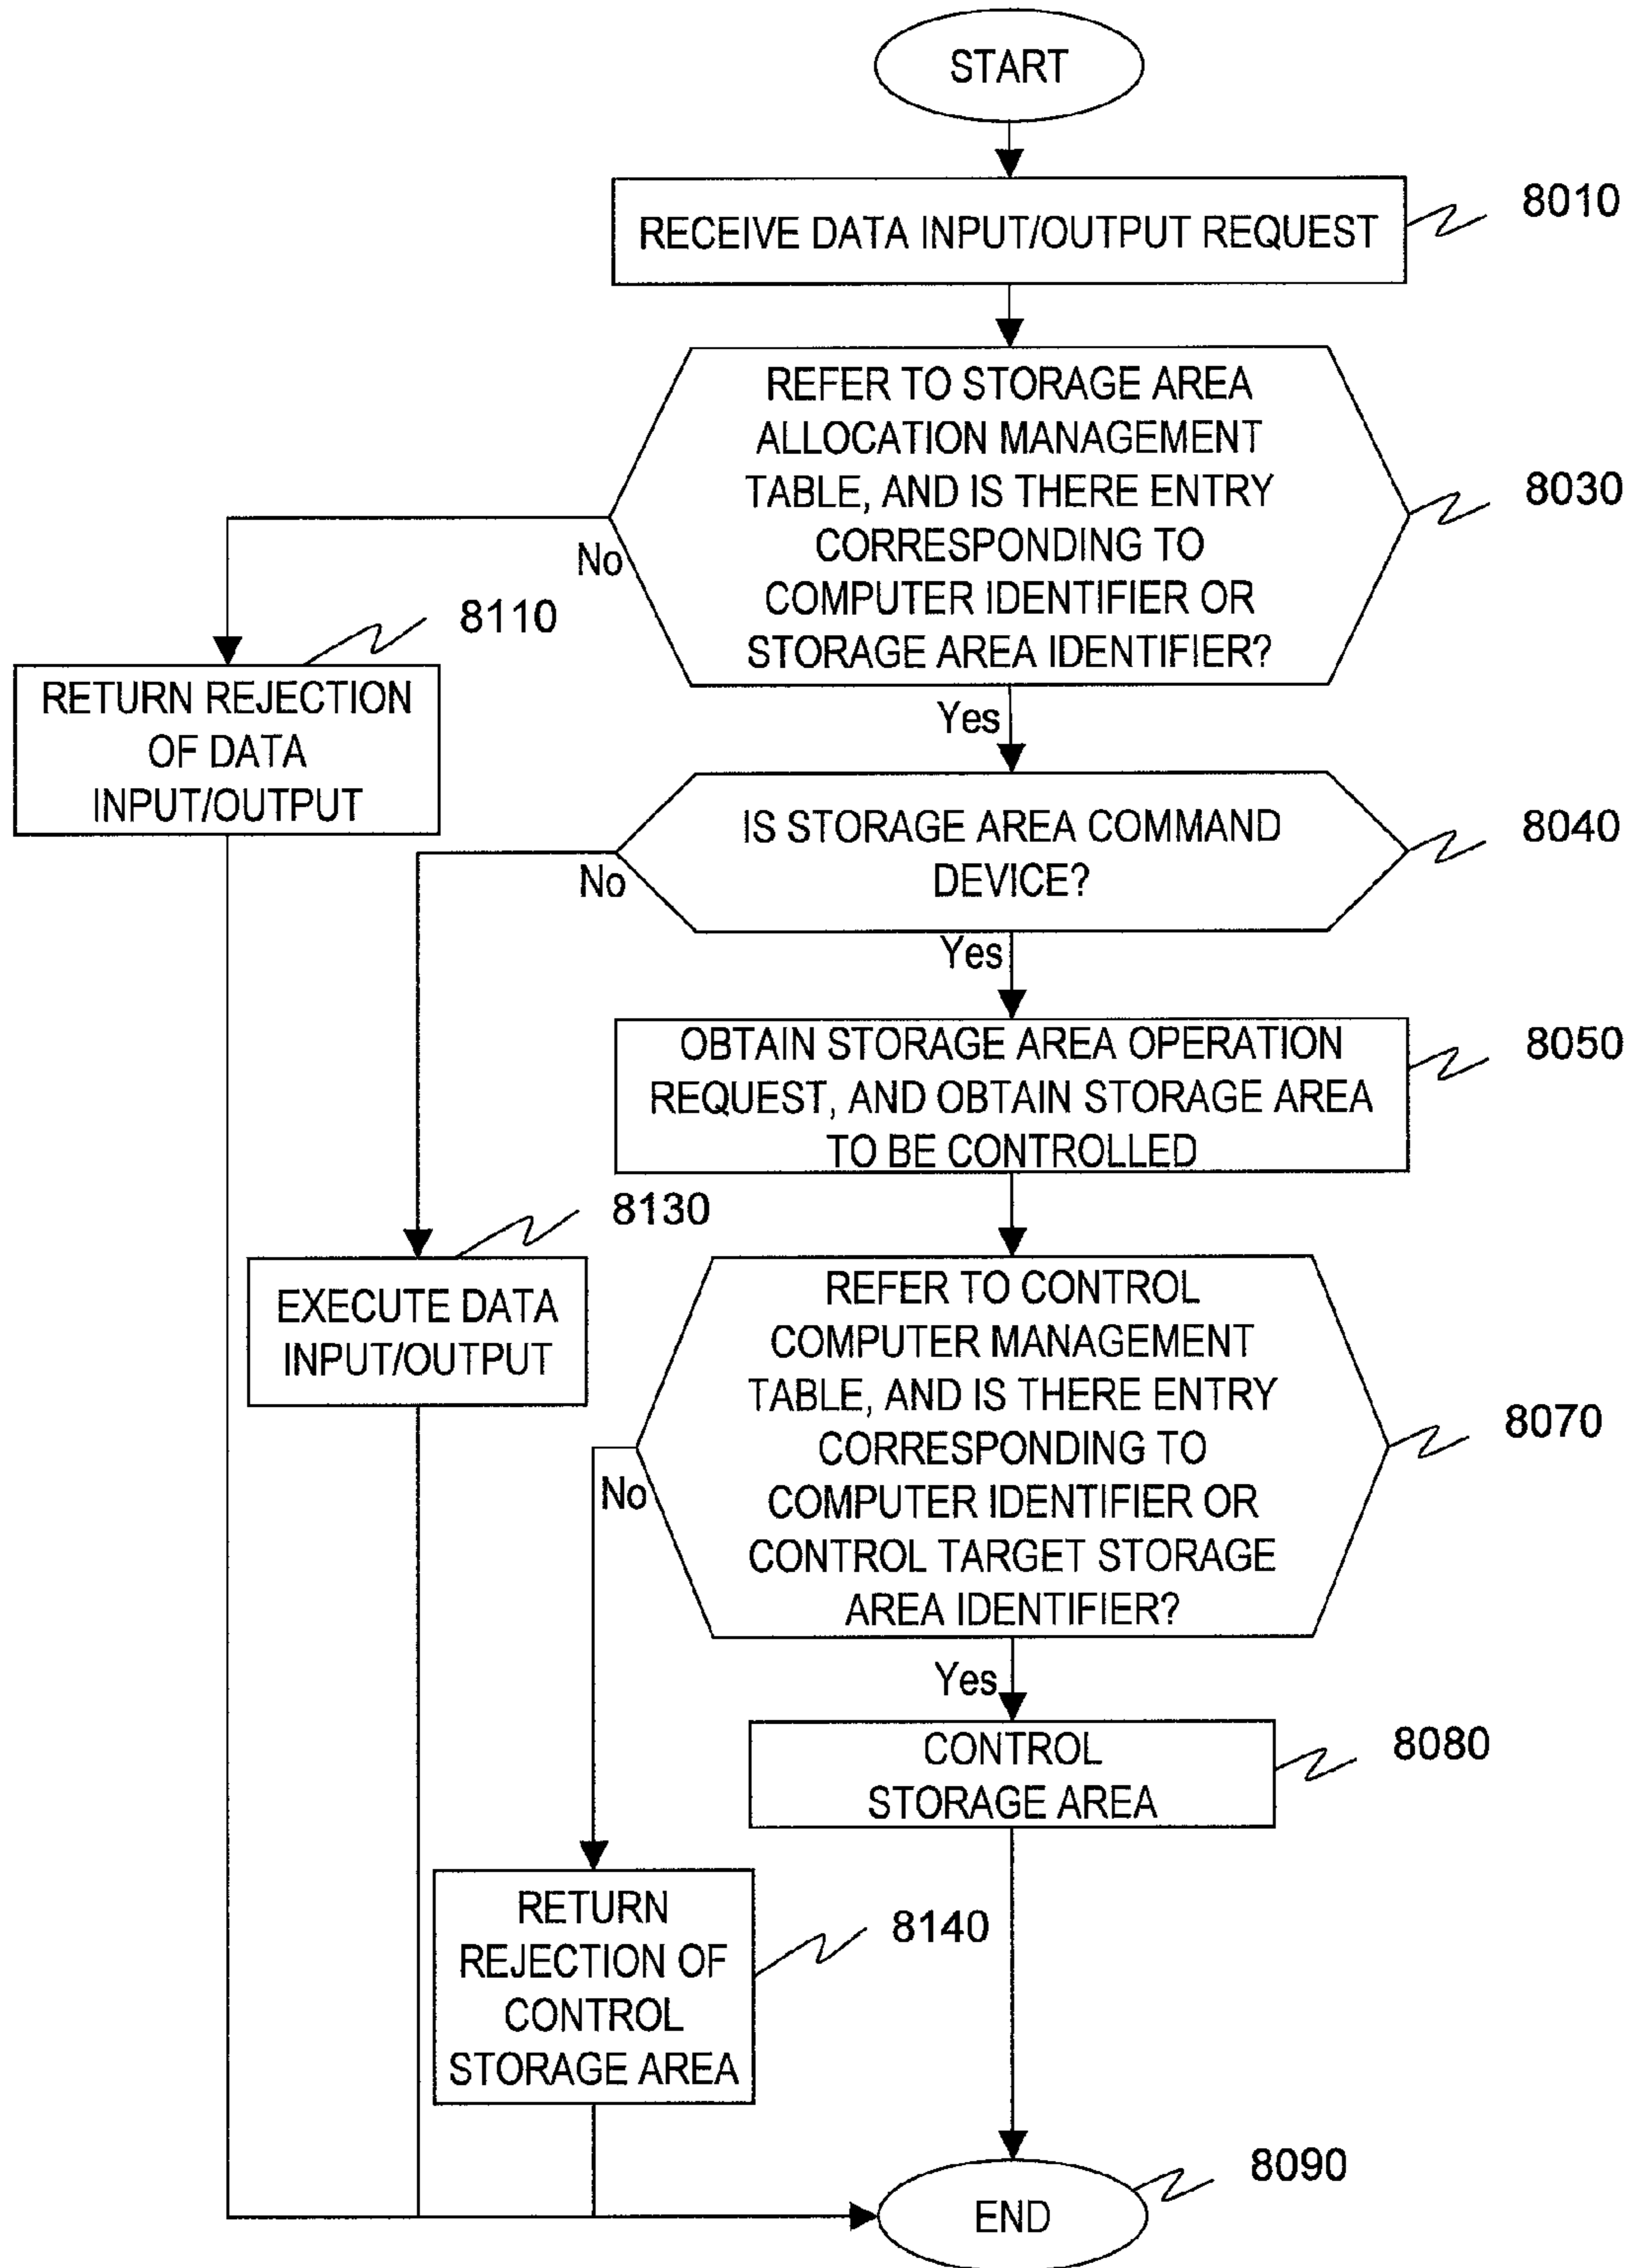 START
RECEIVE DATA INPUT/OUTPUT REQUEST
8010
REFER TO STORAGE AREA
ALLOCATION MANAGEMENT
TABLE, AND IS THERE ENTRY
CORRESPONDING TO
COMPUTER IDENTIFIER OR
STORAGE AREA IDENTIFIER?
8030
No
8110
RETURN REJECTION
OF DATA
INPUT/OUTPUT
Yes
IS STORAGE AREA COMMAND
DEVICE?
8040
No
Yes
OBTAIN STORAGE AREA OPERATION
REQUEST, AND OBTAIN STORAGE AREA
TO BE CONTROLLED
8050
8130
EXECUTE DATA
INPUT/OUTPUT
REFER TO CONTROL
COMPUTER MANAGEMENT
TABLE, AND IS THERE ENTRY
CORRESPONDING TO
COMPUTER IDENTIFIER OR
CONTROL TARGET STORAGE
AREA IDENTIFIER?
8070
No
Yes
CONTROL
STORAGE AREA
8080
RETURN
REJECTION OF
CONTROL
STORAGE AREA
8140
END
8090